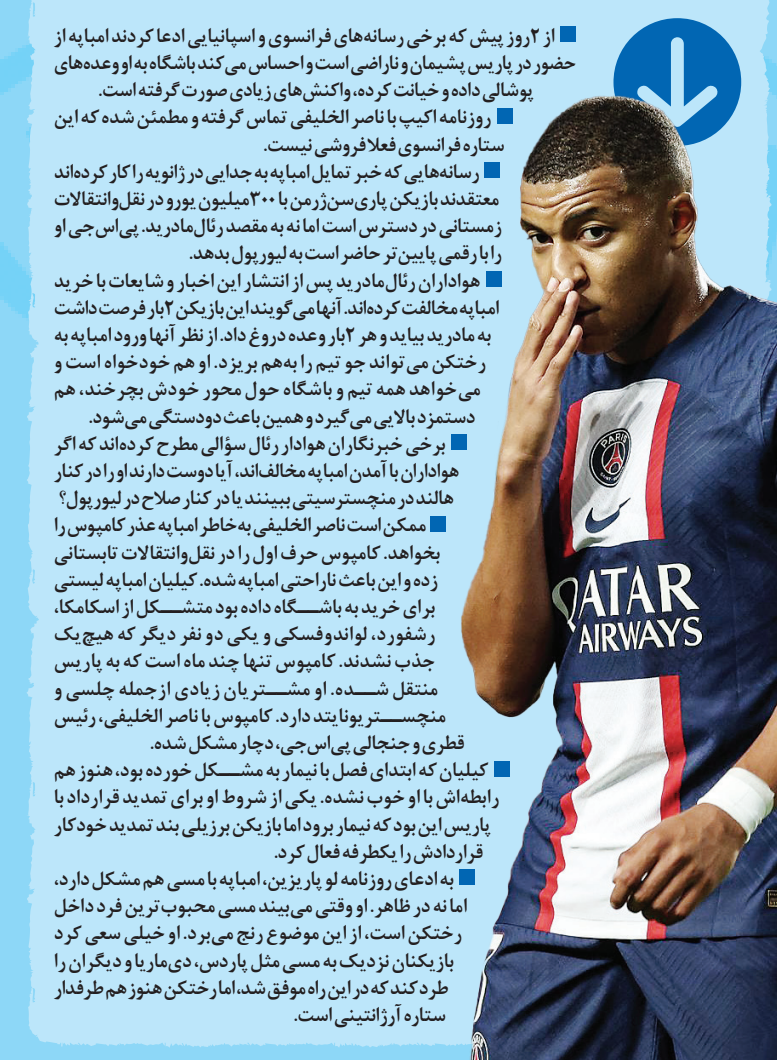 از ۲روز پیش که برخی رسانه‌های فرانسوی و اسپانیایی ادعا کردند امباپه از
حضور در پاریس پشیمان و ناراضی است و احساس می‌کند باشگاه به او وعده‌های
پوشالی داده و خیانت کرده، واکنش‌های زیادی صورت گرفته است.
روزنامه اکیپ با ناصر الخلیفی تماس گرفته و مطمئن شده که این
ستاره فرانسوی فعلا فروشی نیست.
رسانه‌هایی که خبر تمایل امباپه به جدایی در ژانویه را کار کرده‌اند
معتقدند بازیکن پاری‌سن‌ژرمن با ۳۰۰میلیون یورو در نقل‌وانتقالات
زمستانی در دسترس است اما نه به مقصد رئال‌مادرید. پی‌اس‌جی او
را با رقمی پایین‌تر حاضر است به لیورپول بدهد.
هواداران رئال‌مادرید پس از انتشار این اخبار و شایعات با خرید
امباپه مخالفت کرده‌اند. آنها می‌گویند این بازیکن ۲بار فرصت داشت
به مادرید بیاید و هر ۲بار وعده دروغ داد. از نظر آنها ورود امباپه به
رختکن می‌تواند جو تیم را به‌هم بریزد. او هم خودخواه است و
می‌خواهد همه تیم و باشگاه حول محور خودش بچرخند، هم
دستمزد بالایی می‌گیرد و همین باعث دودستگی می‌شود.
برخی خبرنگاران هوادار رئال سؤالی مطرح کرده‌اند که اگر
هواداران با آمدن امباپه مخالف‌اند، آیا دوست دارند او را در کنار
هالند در منچسترسیتی ببینند یا در کنار صلاح در لیورپول؟
ممکن است ناصر الخلیفی به‌خاطر امباپه عذر کامپوس را
بخواهد. کامپوس حرف اول را در نقل‌وانتقالات تابستانی
زده و این باعث ناراحتی امباپه شده. کیلیان امباپه لیستی
برای خرید به باشـــگاه داده بود متشـــکل از اسکامکا،
رشفورد، لواندوفسکی و یکی دو نفر دیگر که هیچ‌یک
جذب نشدند. کامپوس تنها چند ماه است که به پاریس
منتقل شـــده. او مشـــتریان زیادی ازجمله چلسی و
منچســـتریونایتد دارد. کامپوس با ناصر الخلیفی، رئیس
قطری و جنجالی پی‌اس‌جی، دچار مشکل شده.
کیلیان که ابتدای فصل با نیمار به مشـــکل خورده بود، هنوز هم
رابطه‌اش با او خوب نشده. یکی از شروط او برای تمدید قرارداد با
پاریس این بود که نیمار برود اما بازیکن برزیلی بند تمدید خودکار
قراردادش را یکطرفه فعال کرد.
به ادعای روزنامه لو پاریزین، امباپه با مسی هم مشکل دارد،
اما نه در ظاهر. او وقتی می‌بیند مسی محبوب‌ترین فرد داخل
رختکن است، از این موضوع رنج می‌برد. او خیلی سعی کرد
بازیکنان نزدیک به مسی مثل پاردس، دی‌ماریا و دیگران را
طرد کند که در این راه موفق شد، اما رختکن هنوز هم طرفدار
ستاره آرژانتینی است.
PARIS
QATAR
AIRWAYS